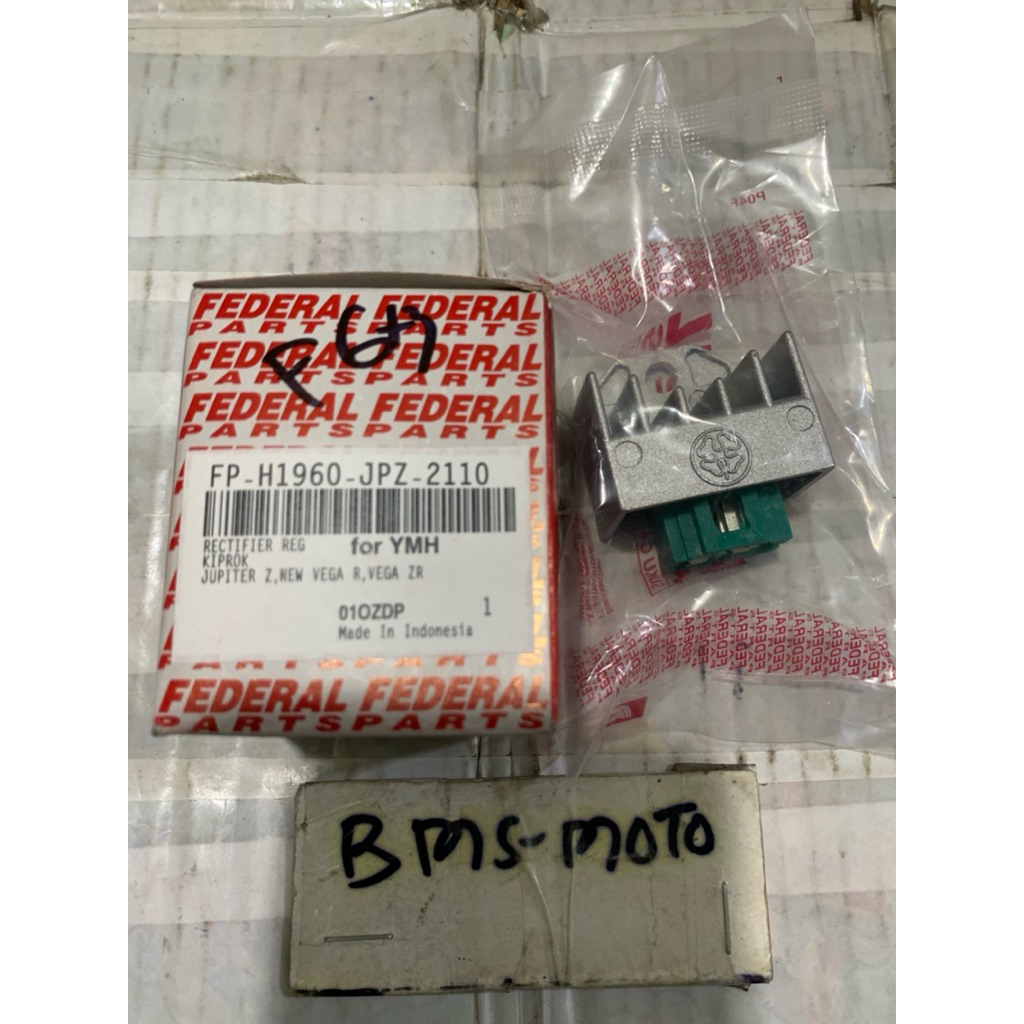 FEDERAL FEDERAL
PARTSPARTS
FEDERAL FEDERAL
PARTSPARTS
FEDERAL FEDERAL
PARTSPARTS
FP-H1960-JPZ-2110
RECTIFIER REG for YMH
KIPROK
JUPITER Z,NEW VEGA R,VEGA ZR
01OZDP 1
Made In Indonesia
FEDERAL FEDERAL
PARTSPARTS
BMS-MOTO